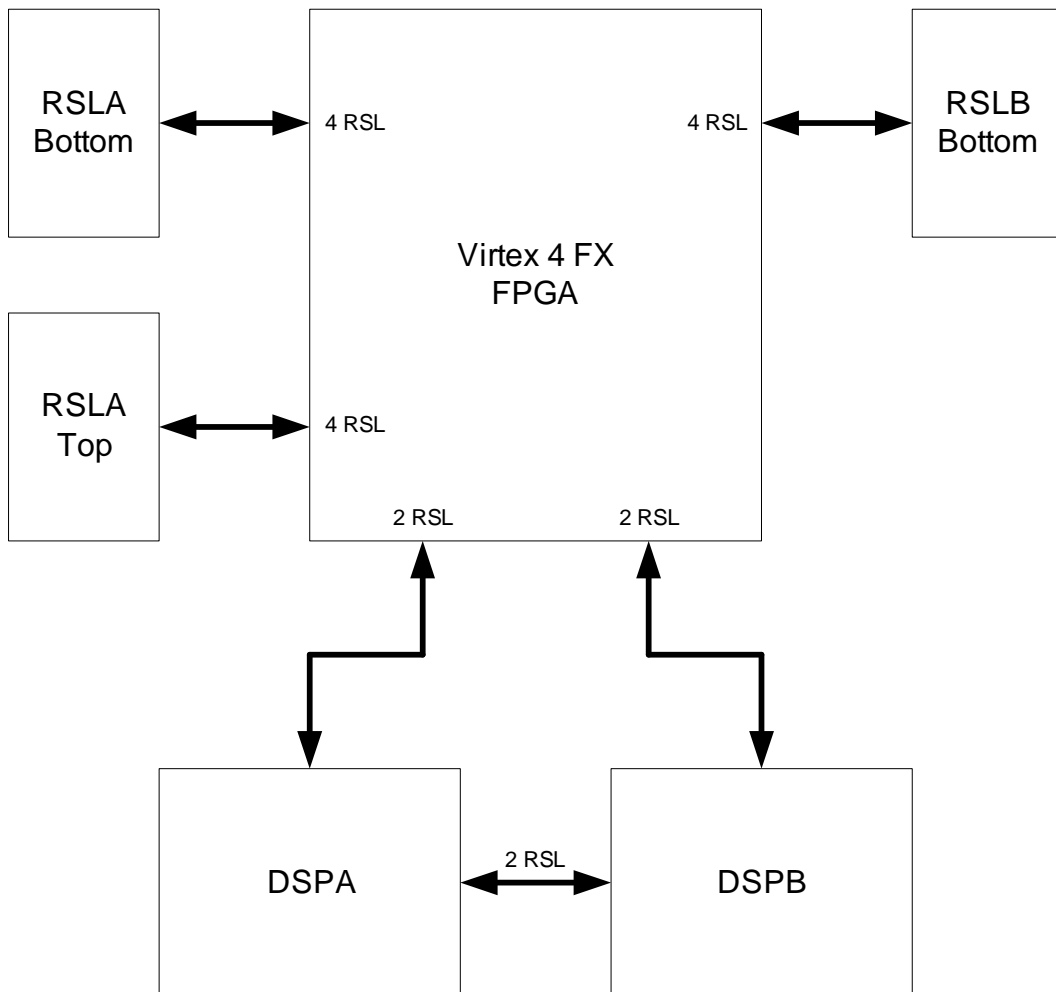 RSLA
Bottom
4 RSL
4 RSL
RSLB
Bottom
Virtex 4 FX
FPGA
RSLA
Top
4 RSL
2 RSL
2 RSL
DSPA
2 RSL
DSPB